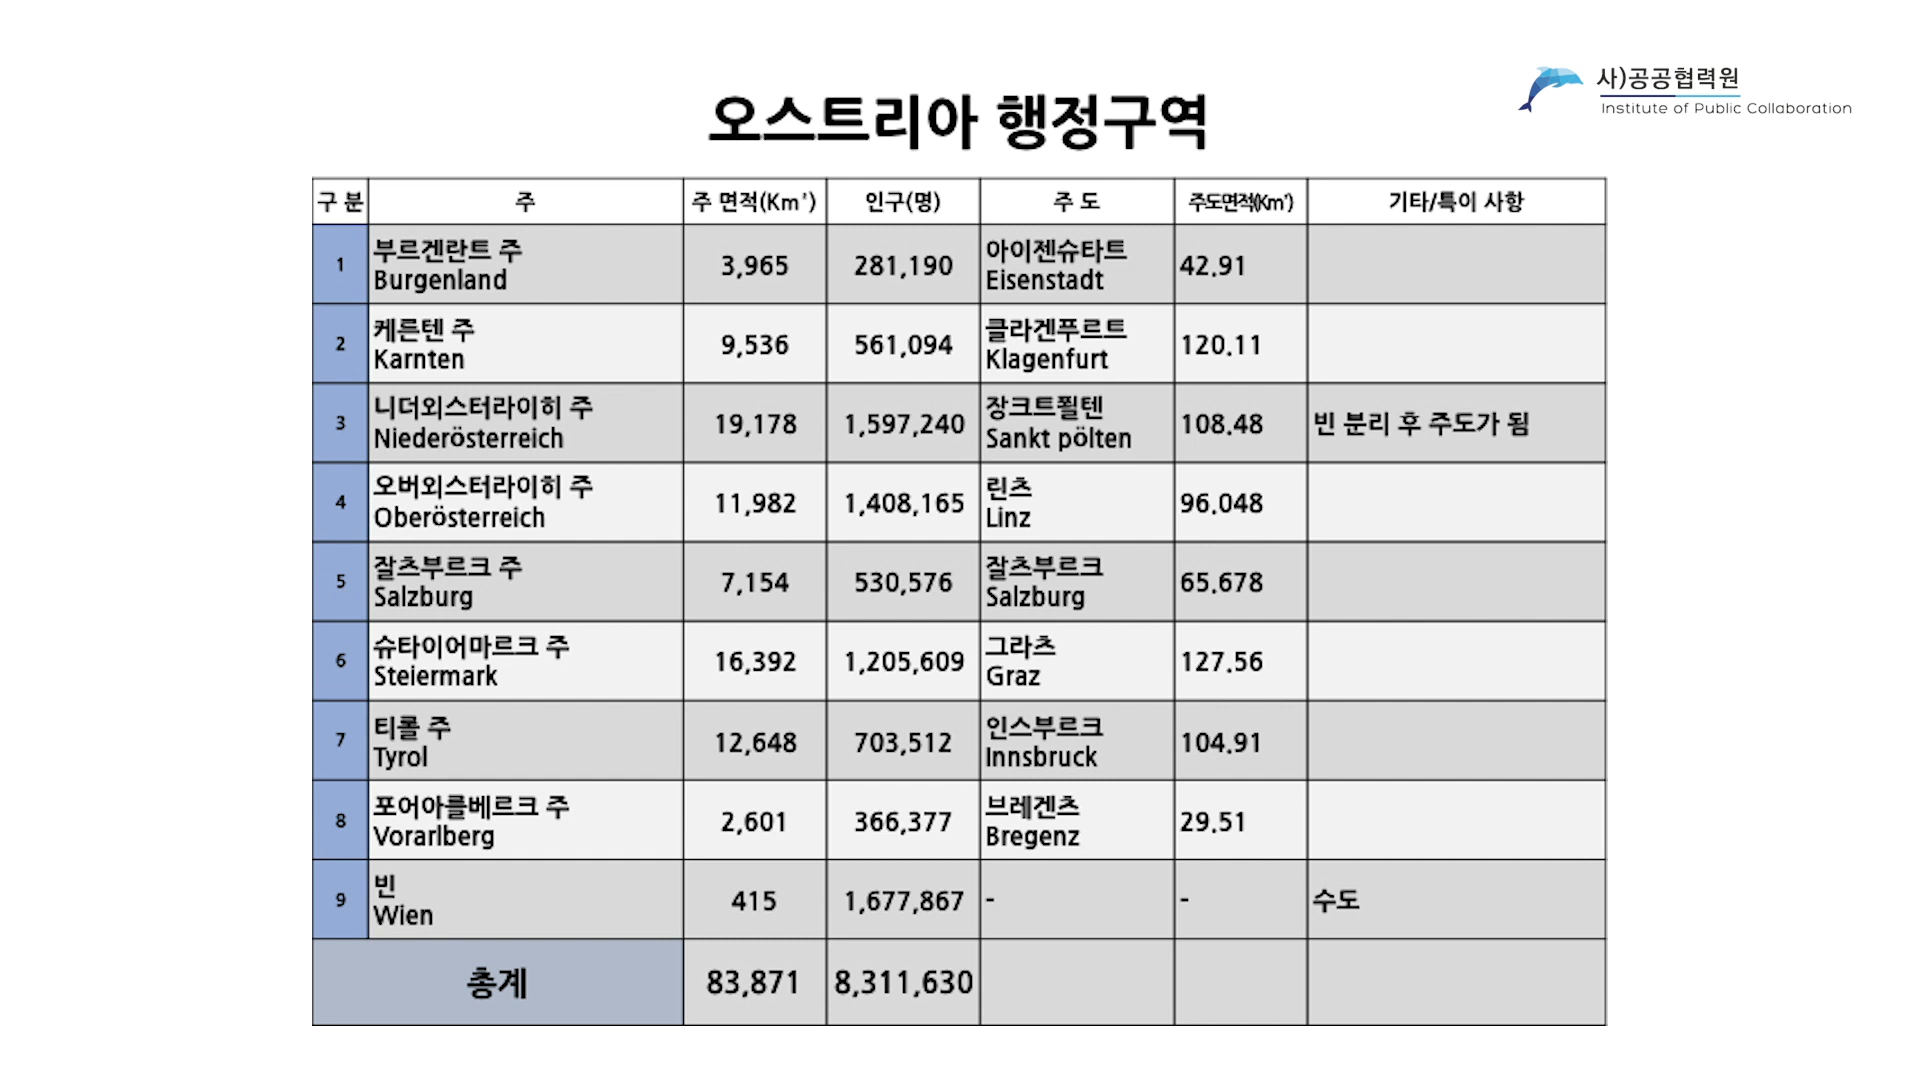 사)공공협력원
Institute of Public Collaboration
오스트리아 행정구역
구 분 주 주 면적(Km²) 인구(명) 주 도 주도면적(Km²) 기타/특이 사항
1 부르겐란트 주 Burgenland 3,965 281,190 아이젠슈타트 Eisenstadt 42.91
2 케른텐 주 Karnten 9,536 561,094 클라겐푸르트 Klagenfurt 120.11
3 니더외스터라이히 주 Niederösterreich 19,178 1,597,240 장크트푈텐 Sankt pölten 108.48 빈 분리 후 주도가 됨
4 오버외스터라이히 주 Oberösterreich 11,982 1,408,165 린츠 Linz 96.048
5 잘츠부르크 주 Salzburg 7,154 530,576 잘츠부르크 Salzburg 65.678
6 슈타이어마르크 주 Steiermark 16,392 1,205,609 그라츠 Graz 127.56
7 티롤 주 Tyrol 12,648 703,512 인스부르크 Innsbruck 104.91
8 포어아를베르크 주 Vorarlberg 2,601 366,377 브레겐츠 Bregenz 29.51
9 빈 Wien 415 1,677,867 - - 수도
총계 83,871 8,311,630